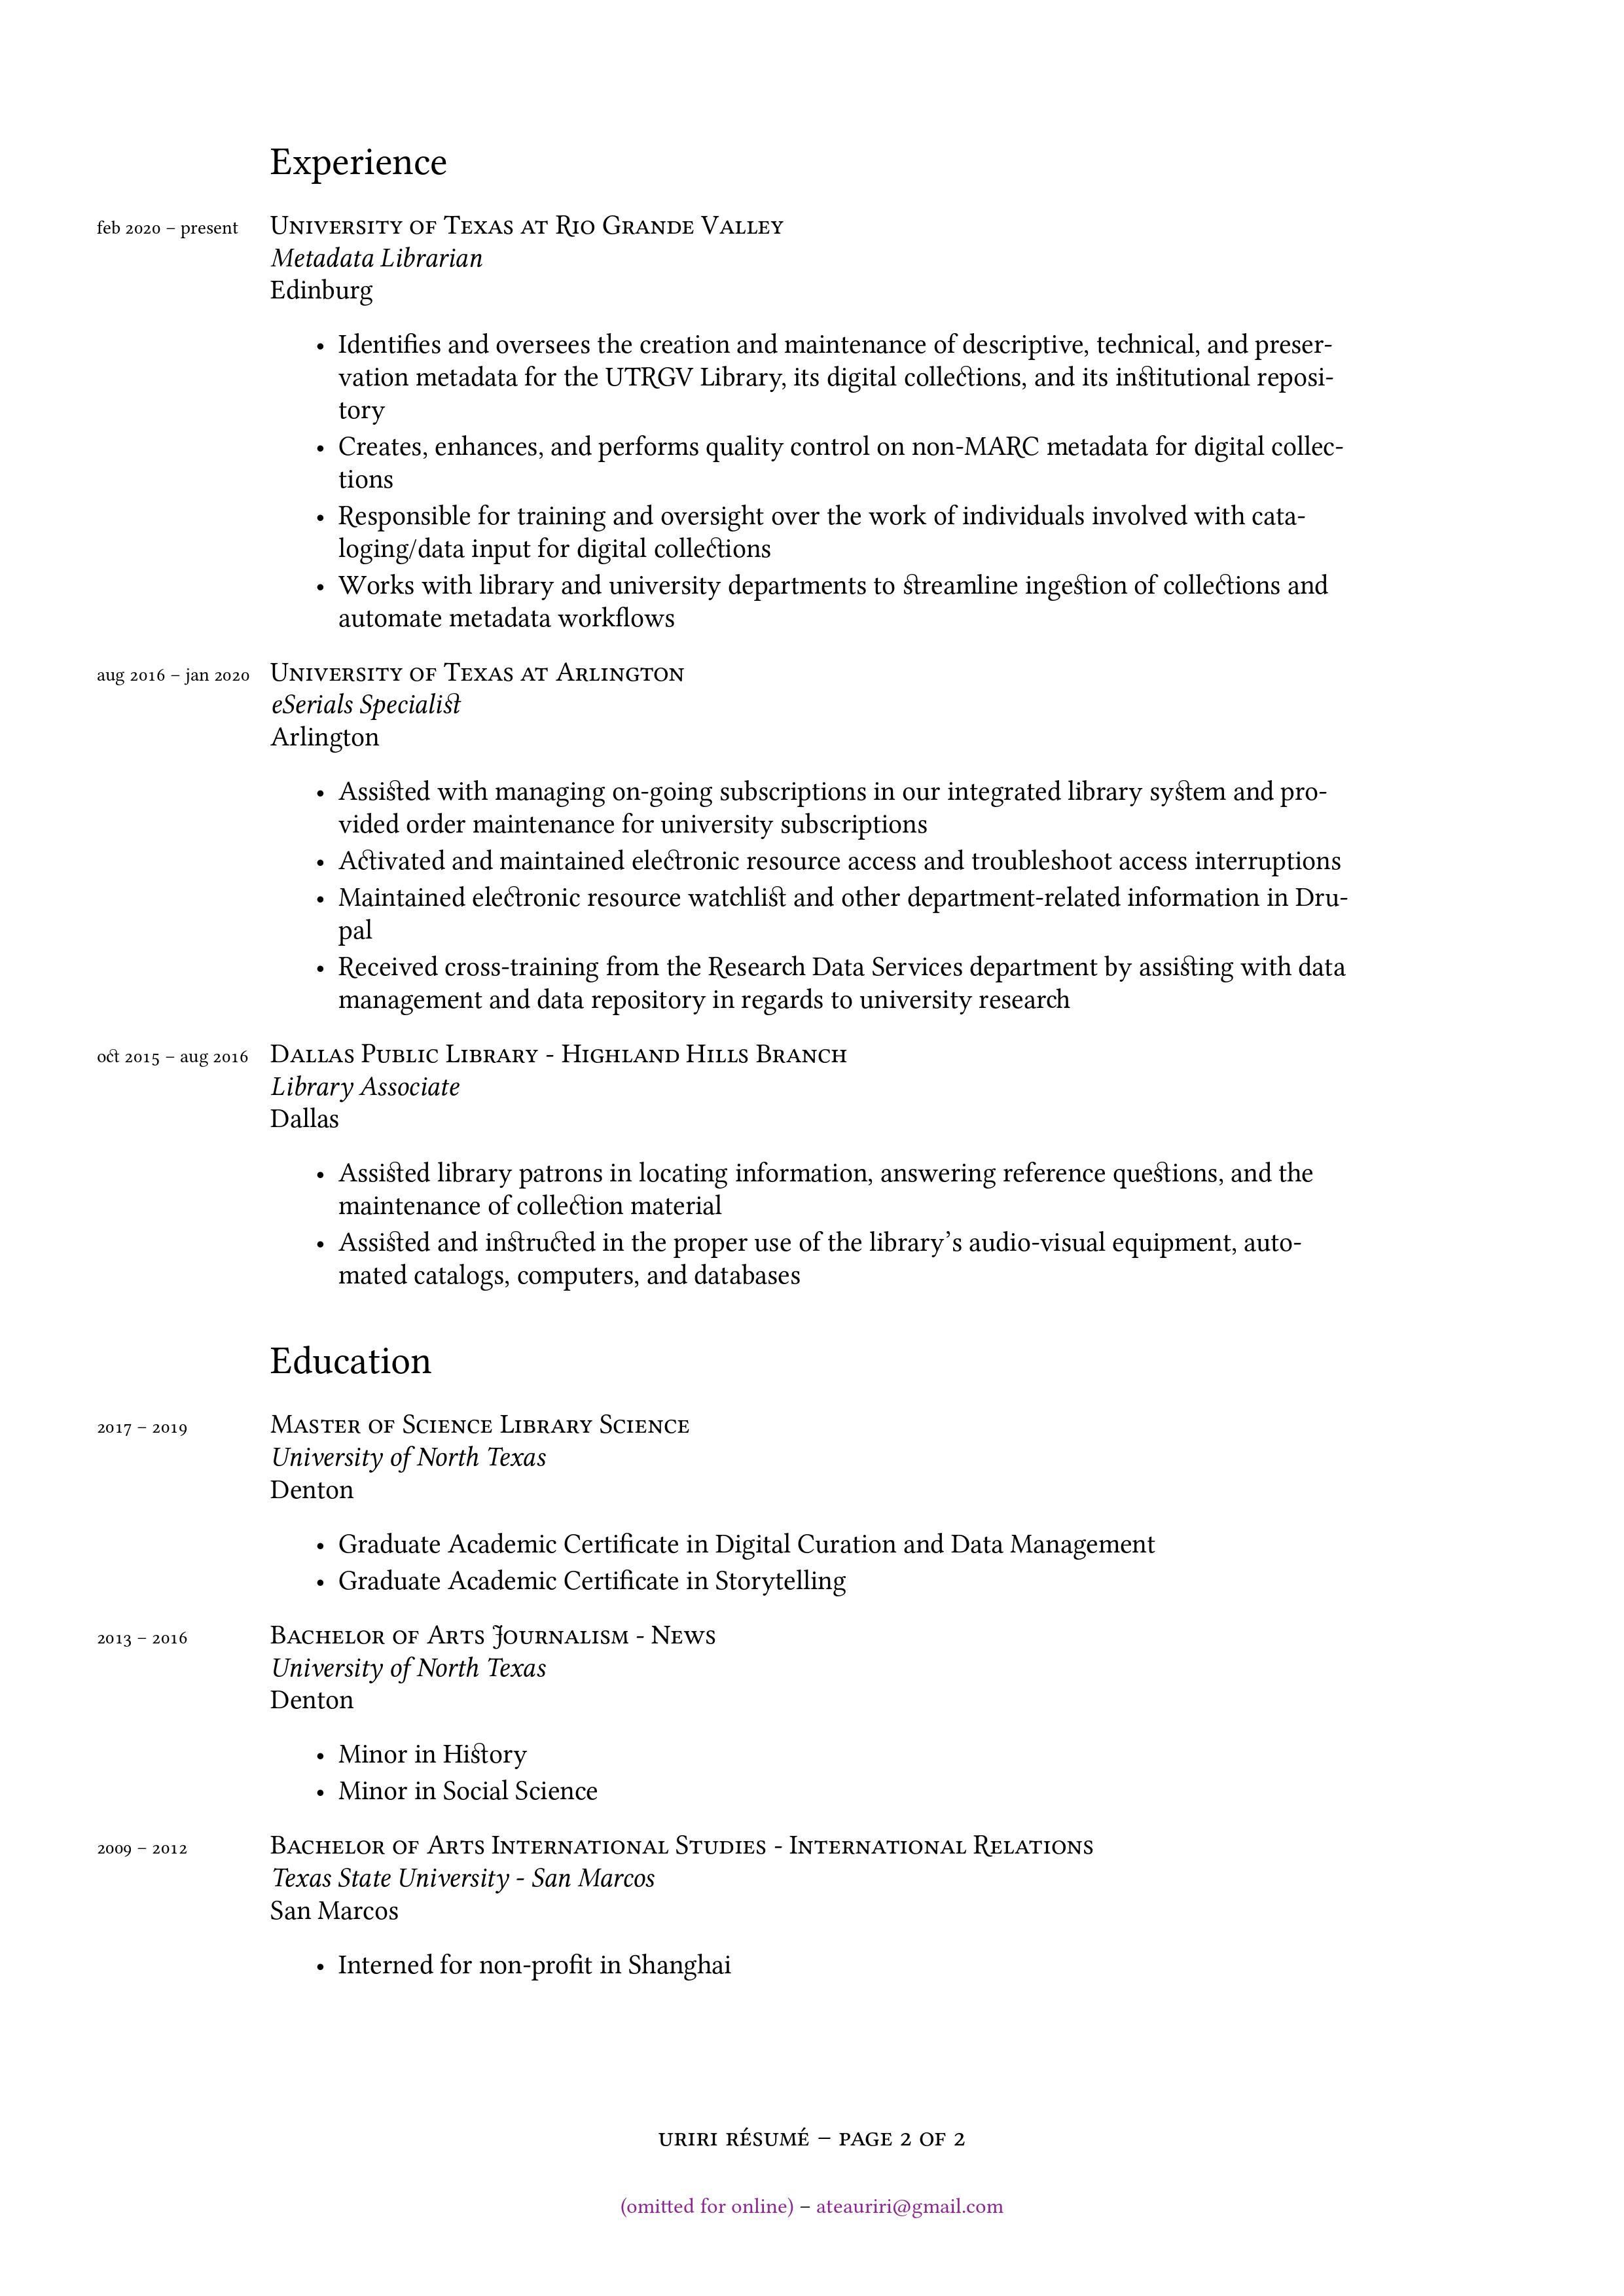 Experience
feb 2020 – present University of Texas at Rio Grande Valley
Metadata Librarian
Edinburg
• Identifies and oversees the creation and maintenance of descriptive, technical, and preser-
vation metadata for the UTRGV Library, its digital collections, and its institutional reposi-
tory
• Creates, enhances, and performs quality control on non-MARC metadata for digital collec-
tions
• Responsible for training and oversight over the work of individuals involved with cata-
loging/data input for digital collections
• Works with library and university departments to streamline ingestion of collections and
automate metadata workflows
aug 2016 – jan 2020 University of Texas at Arlington
eSerials Specialist
Arlington
• Assisted with managing on-going subscriptions in our integrated library system and pro-
vided order maintenance for university subscriptions
• Activated and maintained electronic resource access and troubleshoot access interruptions
• Maintained electronic resource watchlist and other department-related information in Dru-
pal
• Received cross-training from the Research Data Services department by assisting with data
management and data repository in regards to university research
oct 2015 – aug 2016 Dallas Public Library - Highland Hills Branch
Library Associate
Dallas
• Assisted library patrons in locating information, answering reference questions, and the
maintenance of collection material
• Assisted and instructed in the proper use of the library’s audio-visual equipment, auto-
mated catalogs, computers, and databases
Education
2017 – 2019 Master of Science Library Science
University of North Texas
Denton
• Graduate Academic Certificate in Digital Curation and Data Management
• Graduate Academic Certificate in Storytelling
2013 – 2016 Bachelor of Arts Journalism - News
University of North Texas
Denton
• Minor in History
• Minor in Social Science
2009 – 2012 Bachelor of Arts International Studies - International Relations
Texas State University - San Marcos
San Marcos
• Interned for non-profit in Shanghai
uriri résumé – page 2 of 2
(omitted for online) – ateauriri@gmail.com